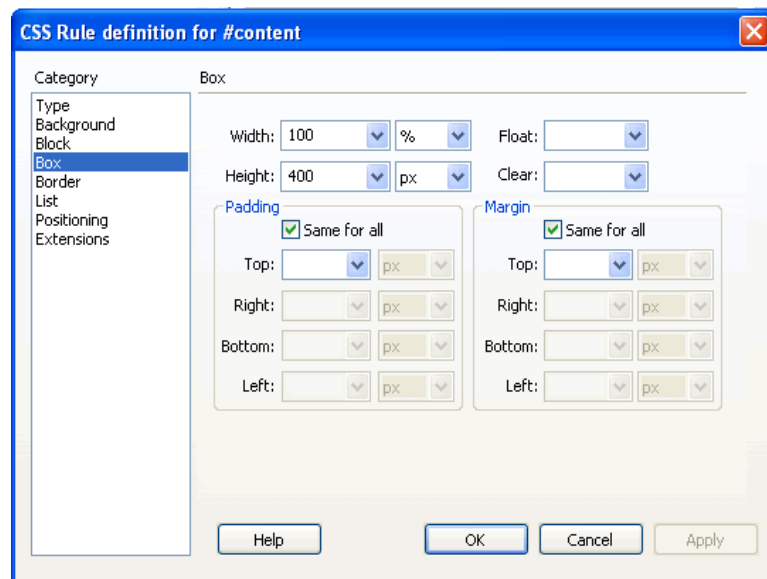 CSS Rule definition for #content
Category
Box
Type
Background
Block
Box
Border
List
Positioning
Extensions
Width: 100 % Float:
Height: 400 px Clear:
Padding Margin
Same for all Same for all
Top: px Top: px
Right: px Right: px
Bottom: px Bottom: px
Left: px Left: px
Help OK Cancel Apply